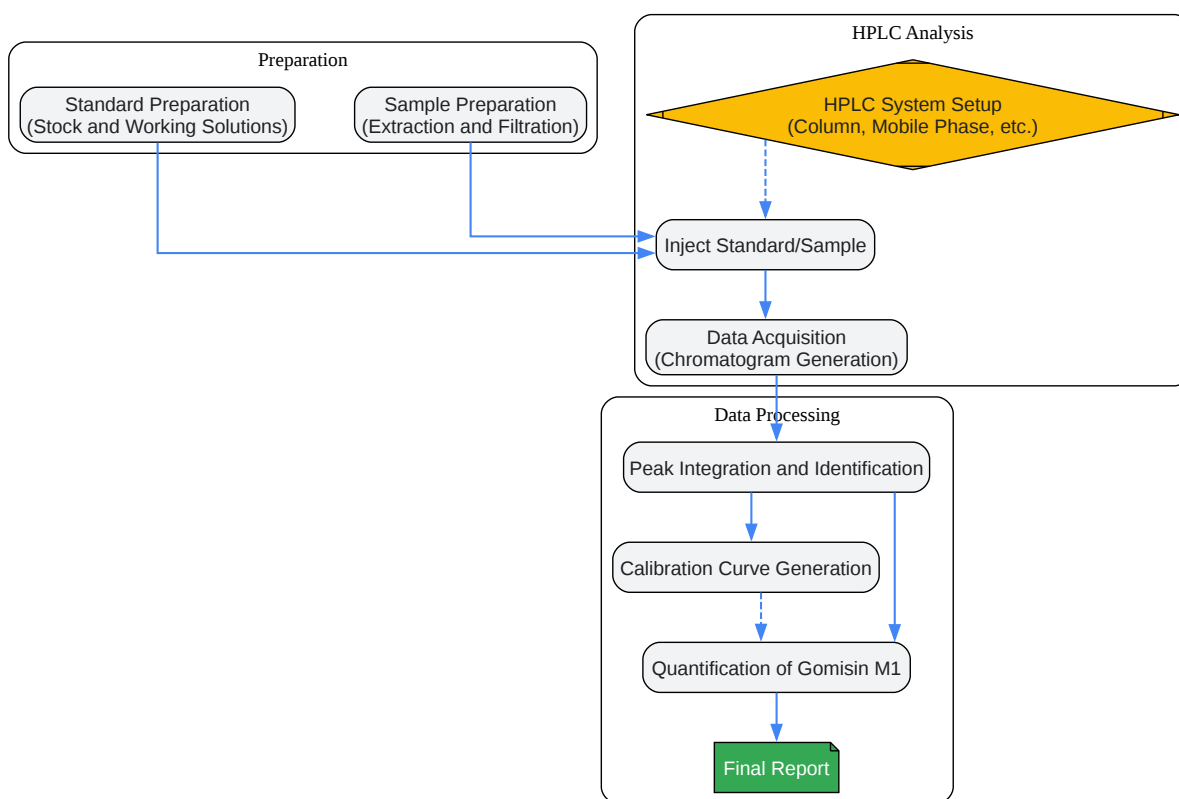 Preparation
Standard Preparation
(Stock and Working Solutions)
Sample Preparation
(Extraction and Filtration)
HPLC Analysis
HPLC System Setup
(Column, Mobile Phase, etc.)
Inject Standard/Sample
Data Acquisition
(Chromatogram Generation)
Data Processing
Peak Integration and Identification
Calibration Curve Generation
Quantification of Gomisin M1
Final Report